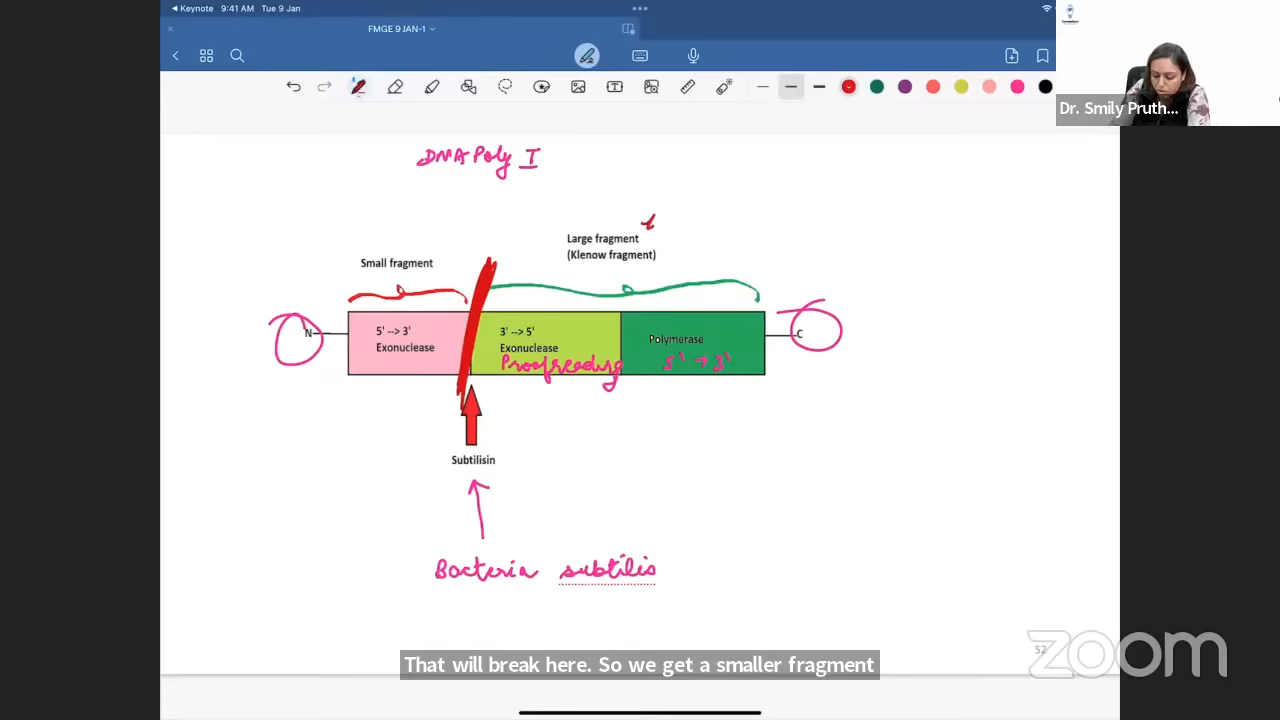 Keynote 9:41 AM Tue 9 Jan
FMGE 9 JAN-1
Dr. Smily Pruth...
DNA Poly I
Large fragment
(Klenow fragment)
Small fragment
N
5' --> 3'
Exonuclease
3' --> 5'
Exonuclease
Proofreading
Polymerase
5' → 3'
C
Subtilisin
Bacteria subtilis
That will break here. So we get a smaller fragment
52
zoom